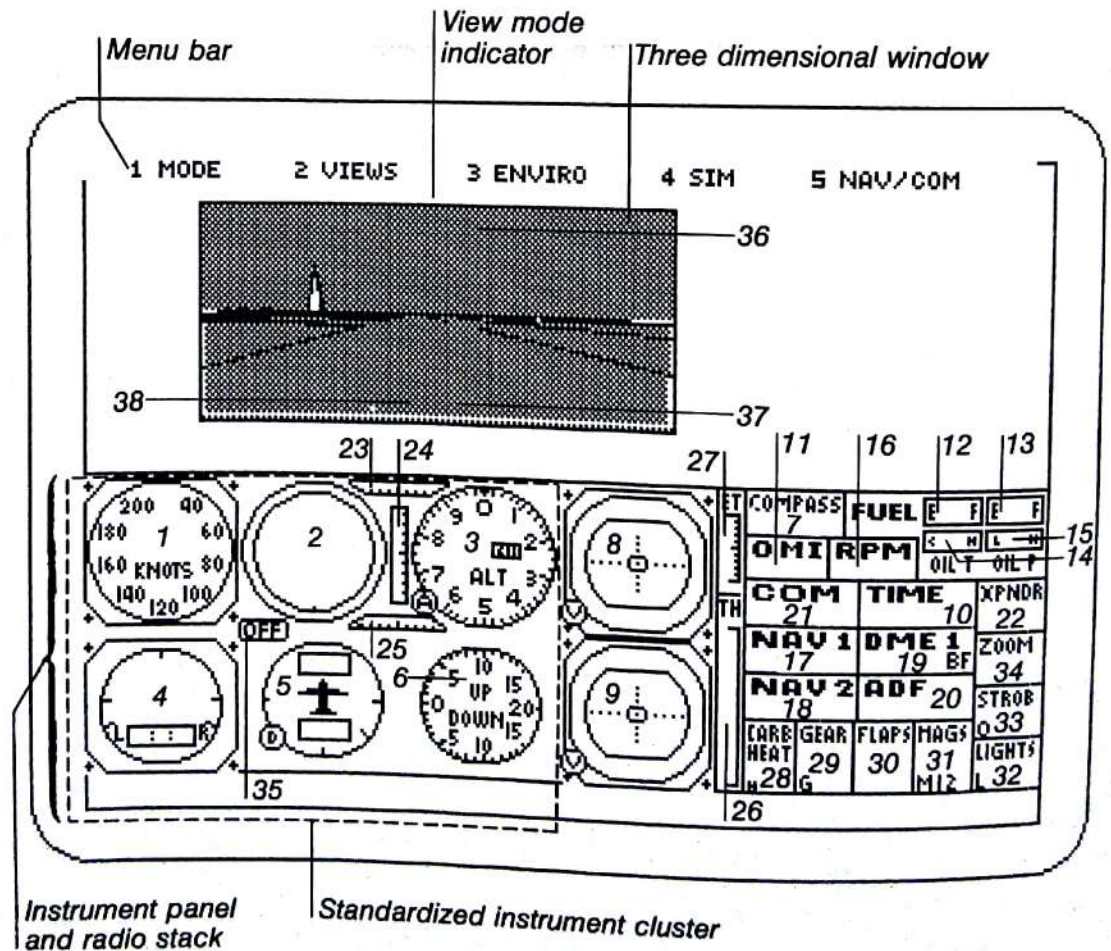 View mode
indicator
Menu bar
Three dimensional window
1 MODE 2 VIEWS 3 ENVIRO 4 SIM 5 NAV/COM
36
38
37
23 24
27
11
16
12
13
200 40
180 1 60
160 KNOTS 80
140 100
120
2
0
9 1
8 3 2
ALT
7 3
6 4
5
A
8
V
ET
COMPASS
7
FUEL
E F
E F
C H
L H
15
14
OIL T OIL P
OMI RPM
TH
COM
21
TIME
10
XPNDR
22
NAV 1
17
DME 1
19 BF
ZOOM
34
NAV 2
18
ADF 20
STROB
O 33
CARB
HEAT
H 28
GEAR
29
G
FLAPS
30
MAGS
31
M12
LIGHTS
L 32
OFF
25
4
L R
5
D
6
10
5 UP 15
0 20
DOWN
5 15
10
9
V
35
26
Instrument panel
and radio stack
Standardized instrument cluster